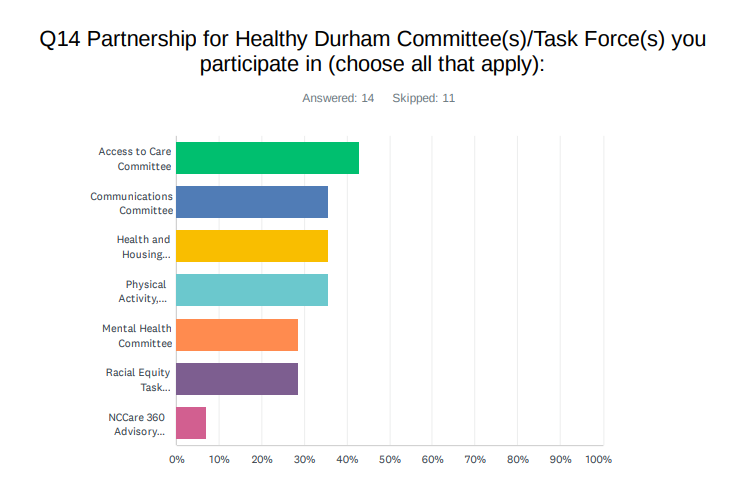 Q14 Partnership for Healthy Durham Committee(s)/Task Force(s) you
participate in (choose all that apply):
Answered: 14 Skipped: 11
Access to Care
Committee
Communications
Committee
Health and
Housing...
Physical
Activity,...
Mental Health
Committee
Racial Equity
Task...
NCCare 360
Advisory...
0% 10% 20% 30% 40% 50% 60% 70% 80% 90% 100%